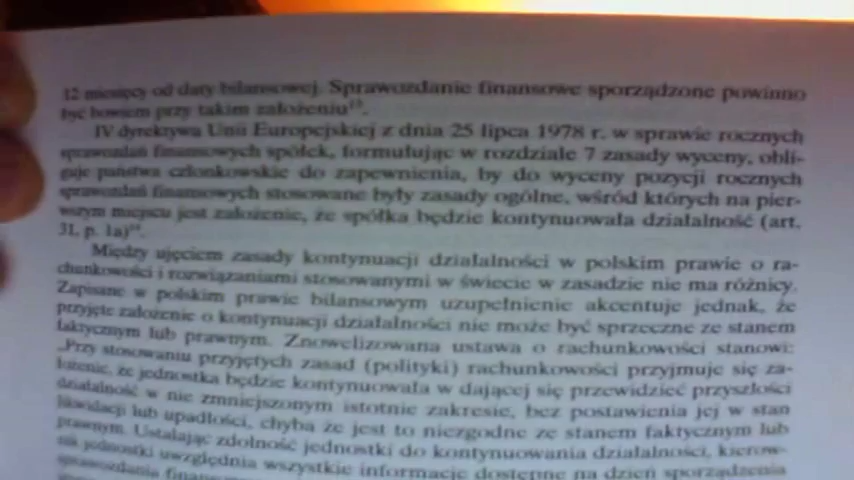 12 miesięcy od daty bilansowej. Sprawozdanie finansowe sporządzone powinno
być bowiem przy takim założeniu¹³.
IV dyrektywa Unii Europejskiej z dnia 25 lipca 1978 r. w sprawie rocznych
sprawozdań finansowych spółek, formułując w rozdziale 7 zasady wyceny, obli-
guje państwa członkowskie do zapewnienia, by do wyceny pozycji rocznych
sprawozdań finansowych stosowane były zasady ogólne, wśród których na pier-
wszym miejscu jest założenie, że spółka będzie kontynuowała działalność (art.
31, p. 1a)¹⁴.
Między ujęciem zasady kontynuacji działalności w polskim prawie o ra-
chunkowości i rozwiązaniami stosowanymi w świecie w zasadzie nie ma różnicy.
Zapisane w polskim prawie bilansowym uzupełnienie akcentuje jednak, że
przyjęte założenie o kontynuacji działalności nie może być sprzeczne ze stanem
faktycznym lub prawnym. Znowelizowana ustawa o rachunkowości stanowi:
„Przy stosowaniu przyjętych zasad (polityki) rachunkowości przyjmuje się za-
łożenie, że jednostka będzie kontynuowała w dającej się przewidzieć przyszłości
działalność w nie zmniejszonym istotnie zakresie, bez postawienia jej w stan
likwidacji lub upadłości, chyba że jest to niezgodne ze stanem faktycznym lub
prawnym. Ustalając zdolność jednostki do kontynuowania działalności, kierow-
nik jednostki uwzględnia wszystkie informacje dostępne na dzień sporządzenia
sprawozdania